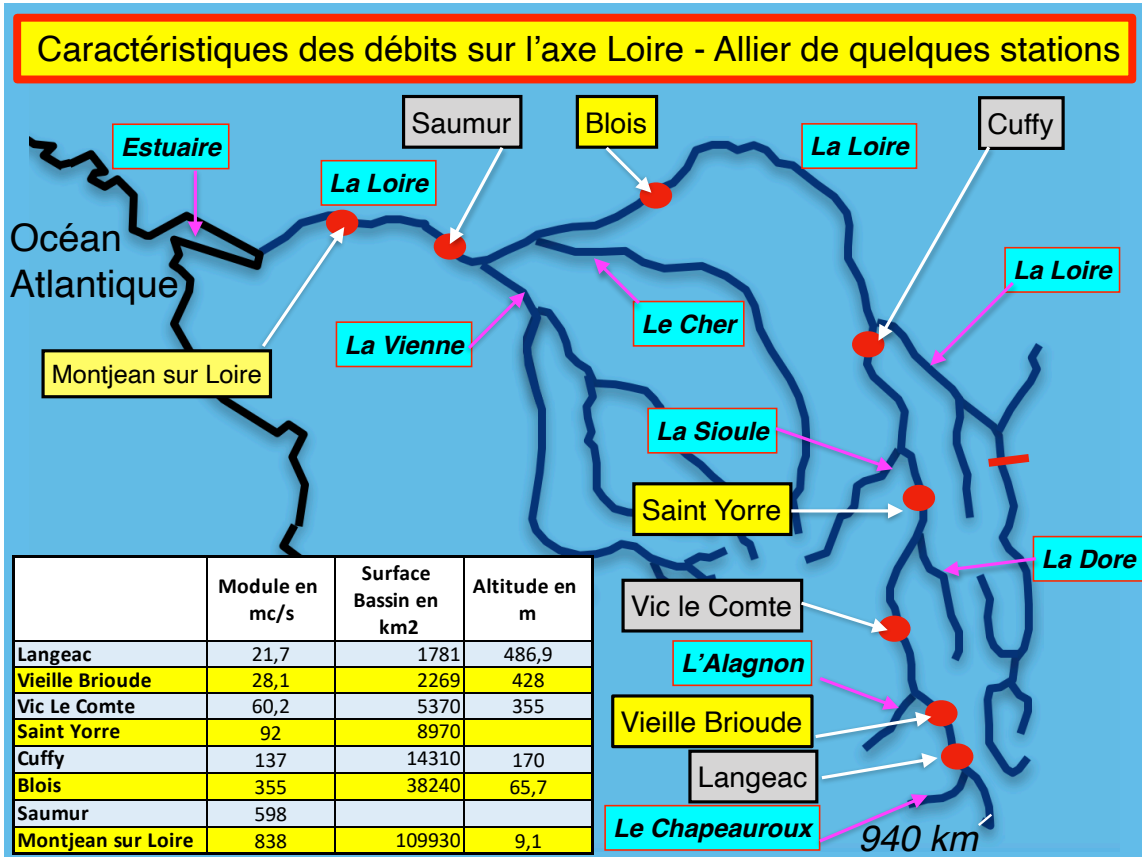 Caractéristiques des débits sur l'axe Loire - Allier de quelques stations
Estuaire
Saumur
Blois
Cuffy
La Loire
La Loire
Océan
Atlantique
La Loire
La Vienne
Le Cher
Montjean sur Loire
La Sioule
Saint Yorre
La Dore
Vic le Comte
L'Alagnon
Vieille Brioude
Langeac
Le Chapeauroux
940 km
Module en mc/s Surface Bassin en km2 Altitude en m
Langeac 21,7 1781 486,9
Vieille Brioude 28,1 2269 428
Vic Le Comte 60,2 5370 355
Saint Yorre 92 8970
Cuffy 137 14310 170
Blois 355 38240 65,7
Saumur 598
Montjean sur Loire 838 109930 9,1